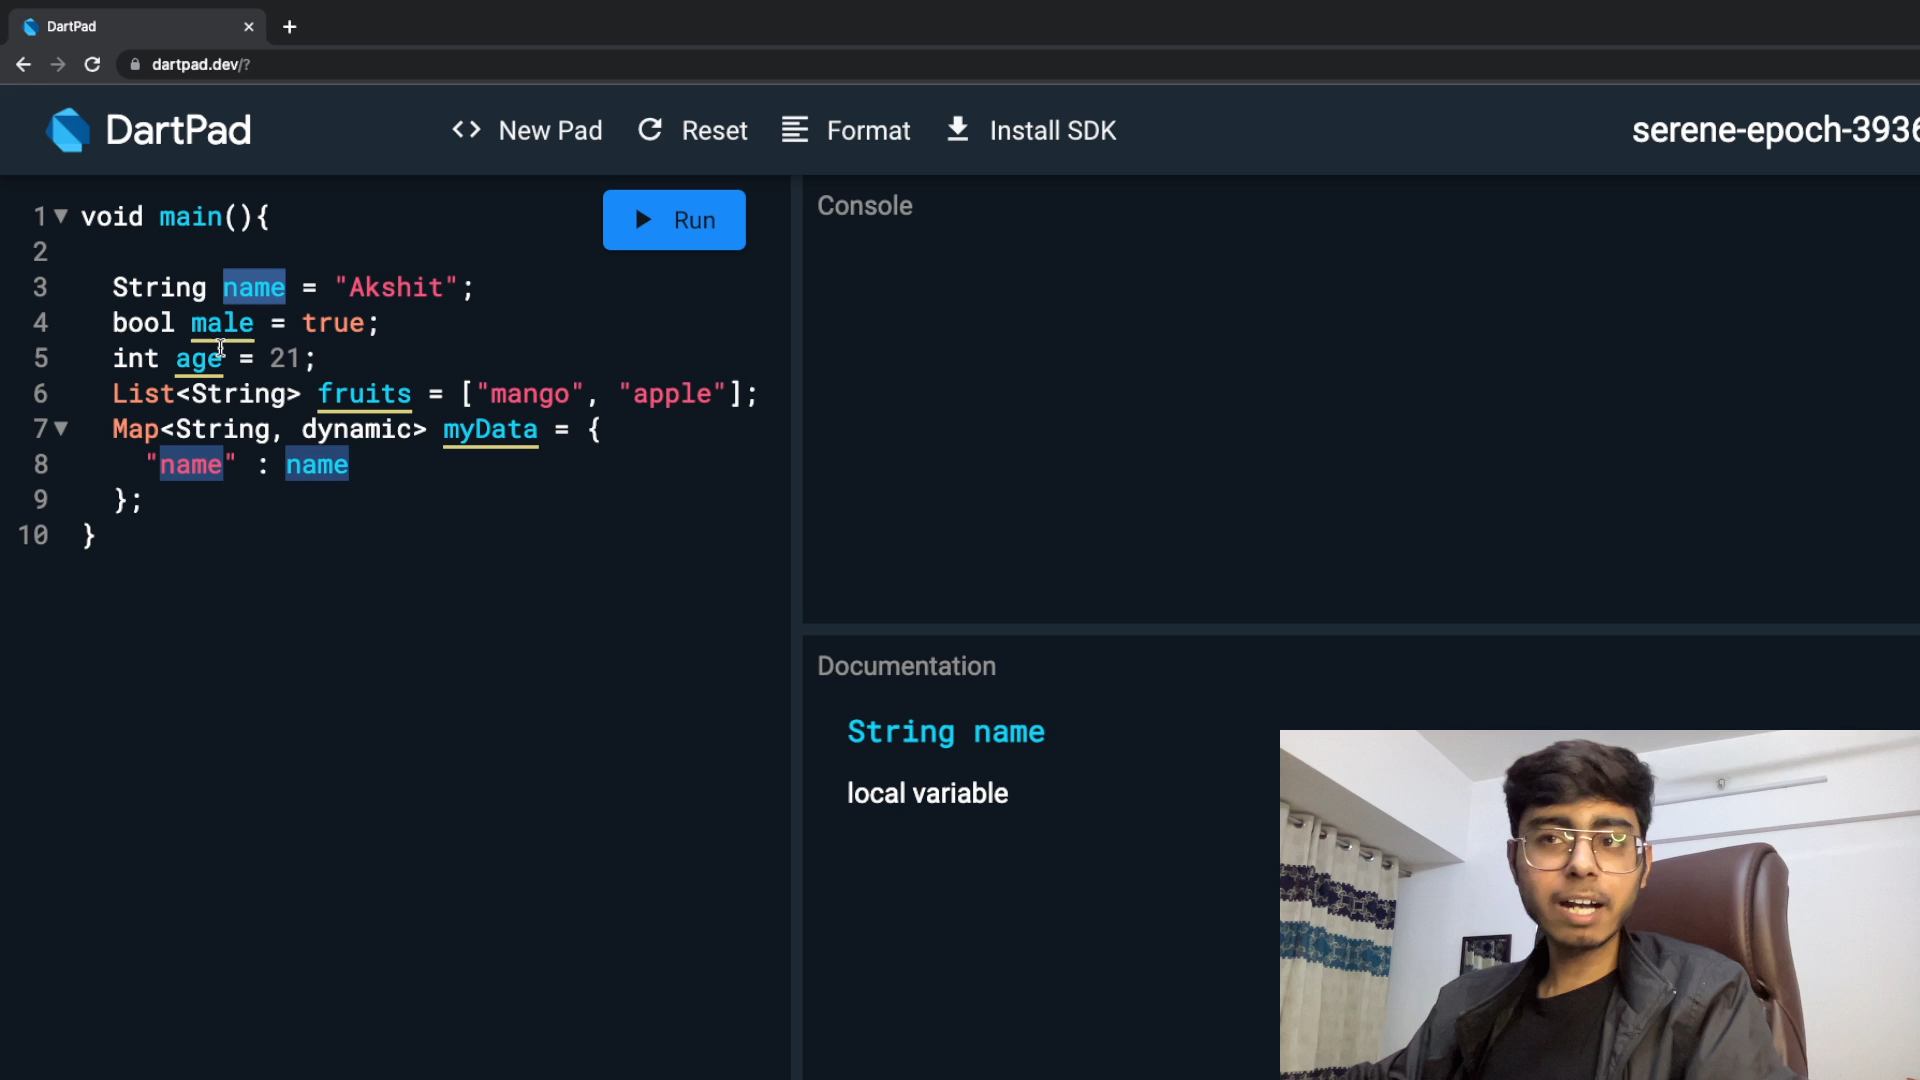 DartPad
dartpad.dev/?
DartPad
<> New Pad
Reset
Format
Install SDK
serene-epoch-3936
Run
1 void main(){
2
3 String name = "Akshit";
4 bool male = true;
5 int age = 21;
6 List<String> fruits = ["mango", "apple"];
7 Map<String, dynamic> myData = {
8 "name" : name
9 };
10 }
Console
Documentation
String name
local variable